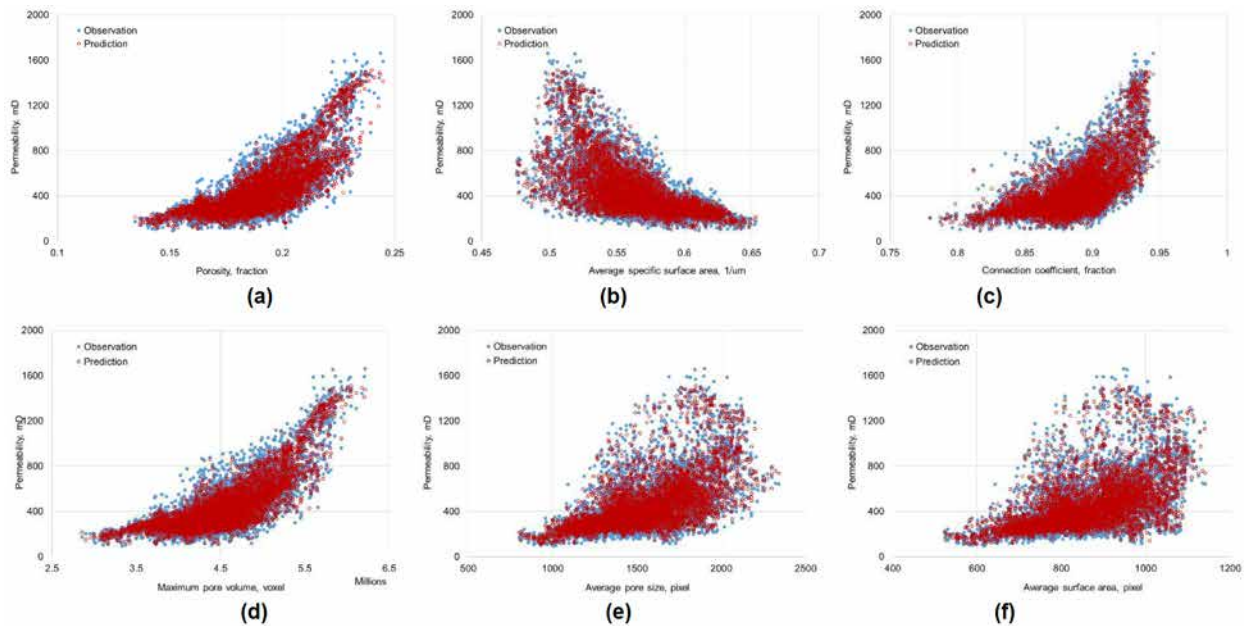 2000
1600
1200
800
400
0
Permeability, mD
Observation
Prediction
0.1 0.15 0.2 0.25
Porosity, fraction
(a)
2000
1600
1200
800
400
0
Permeability, mD
Observation
Prediction
0.45 0.5 0.55 0.6 0.65 0.7
Average specific surface area, 1/um
(b)
2000
1600
1200
800
400
0
Permeability, mD
Observation
Prediction
0.75 0.8 0.85 0.9 0.95 1
Connection coefficient, fraction
(c)
2000
1600
1200
800
400
0
Permeability, mD
Observation
Prediction
2.5 3.5 4.5 5.5 6.5
Millions
Maximum pore volume, voxel
(d)
2000
1600
1200
800
400
0
Permeability, mD
Observation
Prediction
500 1000 1500 2000 2500
Average pore size, pixel
(e)
2000
1600
1200
800
400
0
Permeability, mD
Observation
Prediction
400 600 800 1000 1200
Average surface area, pixel
(f)